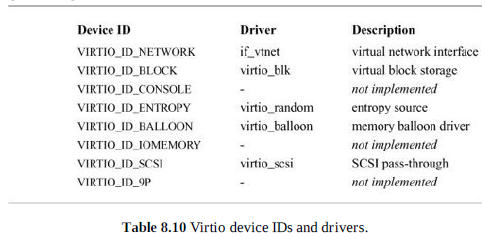 Device ID Driver Description
VIRTIO_ID_NETWORK if_vtnet virtual network interface
VIRTIO_ID_BLOCK virtio_blk virtual block storage
VIRTIO_ID_CONSOLE - not implemented
VIRTIO_ID_ENTROPY virtio_random entropy source
VIRTIO_ID_BALLOON virtio_balloon memory balloon driver
VIRTIO_ID_IOMEMORY - not implemented
VIRTIO_ID_SCSI virtio_scsi SCSI pass-through
VIRTIO_ID_9P - not implemented
Table 8.10 Virtio device IDs and drivers.